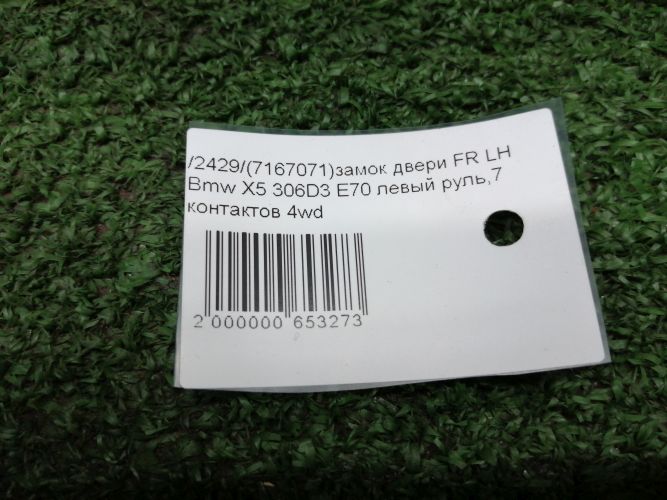 /2429/(7167071)замок двери FR LH
Bmw X5 306D3 E70 левый руль,7
контактов 4wd
2 000000 653273